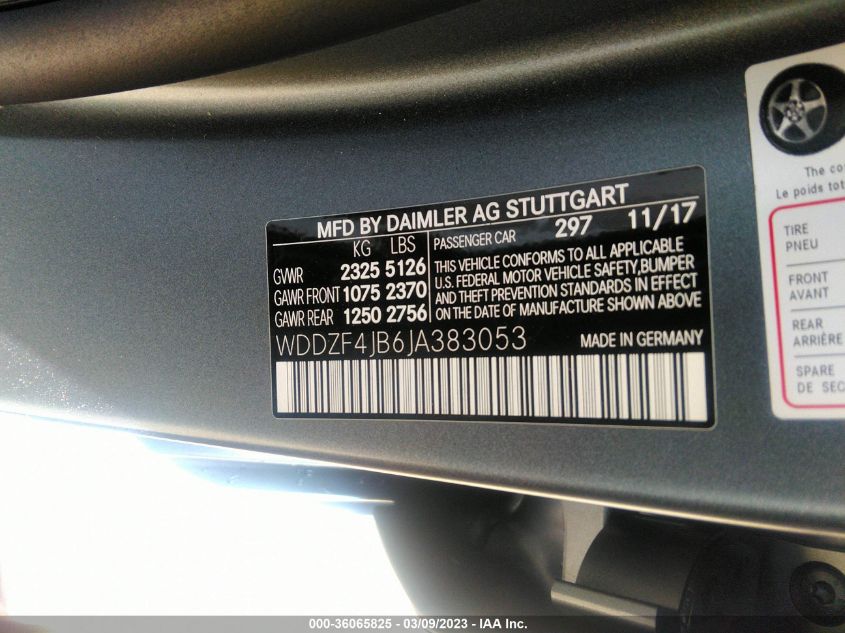 MFD BY DAIMLER AG STUTTGART
KG LBS PASSENGER CAR 297 11/17
GVWR 2325 5126
GAWR FRONT 1075 2370
GAWR REAR 1250 2756
THIS VEHICLE CONFORMS TO ALL APPLICABLE
U.S. FEDERAL MOTOR VEHICLE SAFETY,BUMPER
AND THEFT PREVENTION STANDARDS IN EFFECT
ON THE DATE OF MANUFACTURE SHOWN ABOVE
WDDZF4JB6JA383053 MADE IN GERMANY
The co
Le poids tot
TIRE
PNEU
FRONT
AVANT
REAR
ARRIÈRE
SPARE
DE SEC
000-36065825 - 03/09/2023 - IAA Inc.